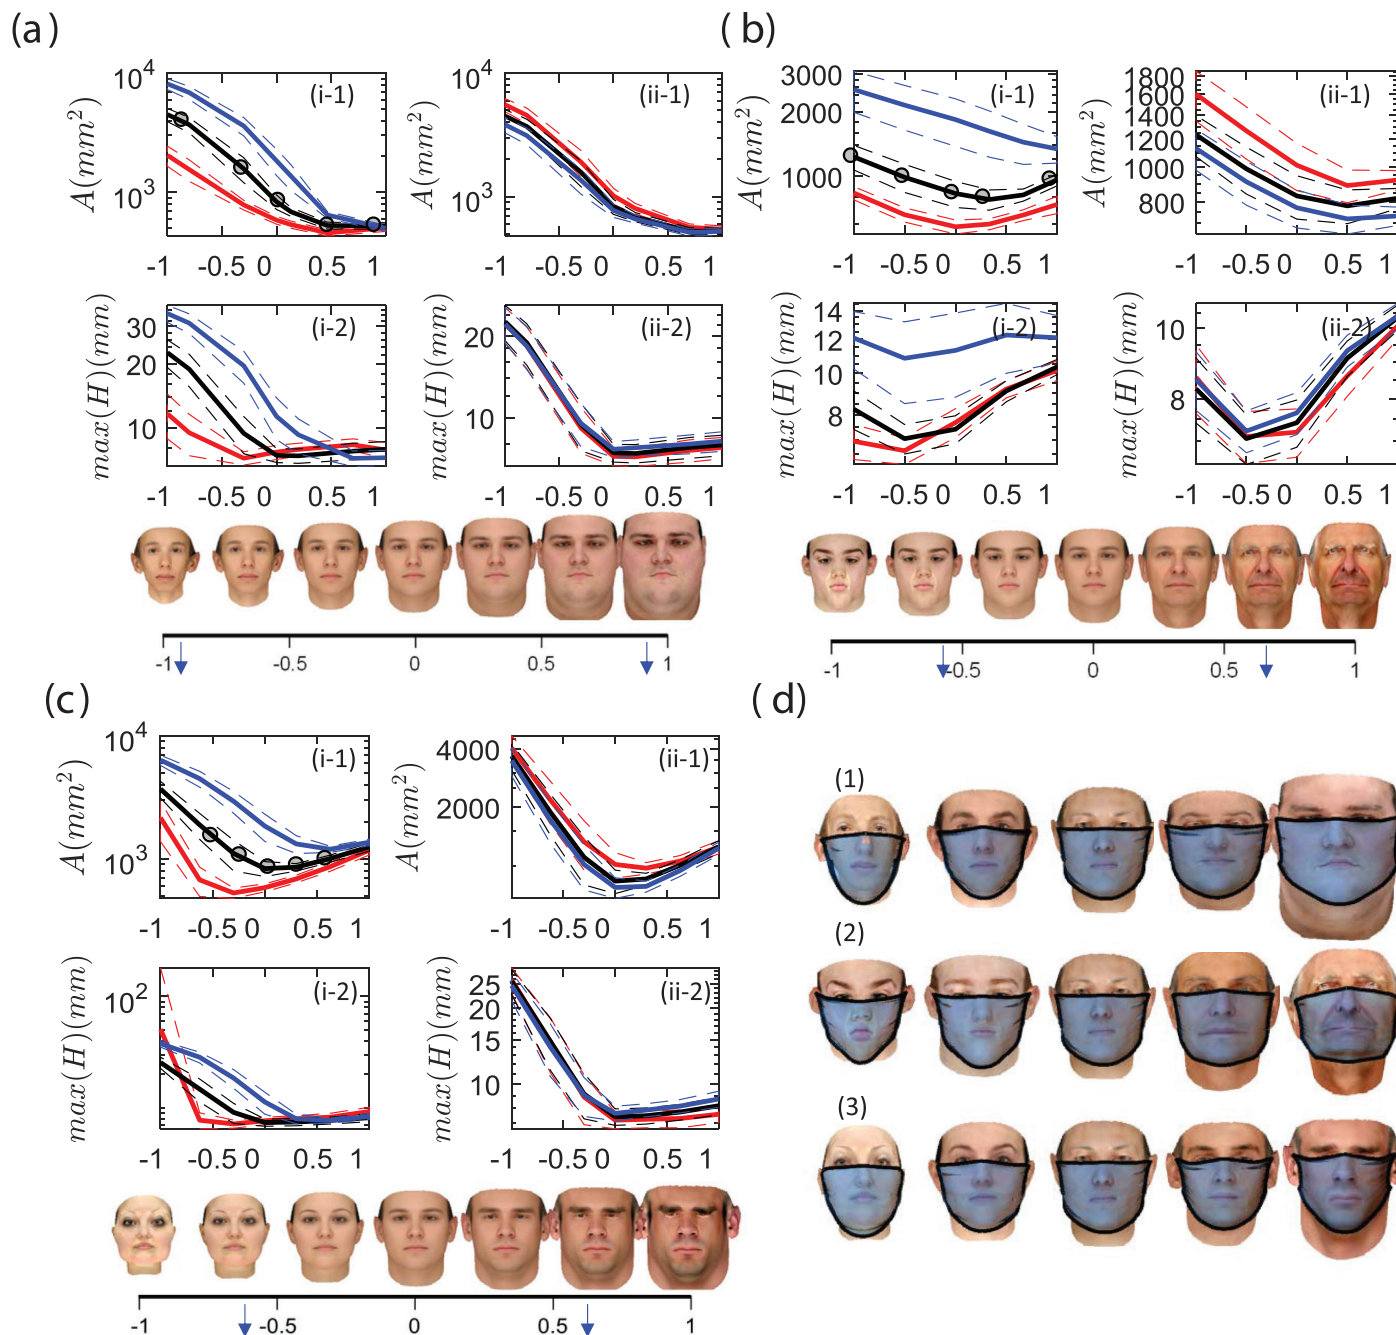 (a)
10^4
10^3
A(mm^2)
(i-1)
-1 -0.5 0 0.5 1
10^4
10^3
A(mm^2)
(ii-1)
-1 -0.5 0 0.5 1
30
20
10
max(H)(mm)
(i-2)
-1 -0.5 0 0.5 1
20
10
max(H)(mm)
(ii-2)
-1 -0.5 0 0.5 1
-1 -0.5 0 0.5 1
( b)
3000
2000
1000
A(mm^2)
(i-1)
-1 -0.5 0 0.5 1
1800
1600
1400
1200
1000
800
A(mm^2)
(ii-1)
-1 -0.5 0 0.5 1
14
12
10
8
max(H)(mm)
(i-2)
-1 -0.5 0 0.5 1
10
8
max(H)(mm)
(ii-2)
-1 -0.5 0 0.5 1
-1 -0.5 0 0.5 1
(c)
10^4
10^3
A(mm^2)
(i-1)
-1 -0.5 0 0.5 1
4000
2000
A(mm^2)
(ii-1)
-1 -0.5 0 0.5 1
10^2
max(H)(mm)
(i-2)
-1 -0.5 0 0.5 1
25
20
15
10
max(H)(mm)
(ii-2)
-1 -0.5 0 0.5 1
-1 -0.5 0 0.5 1
( d)
(1)
(2)
(3)